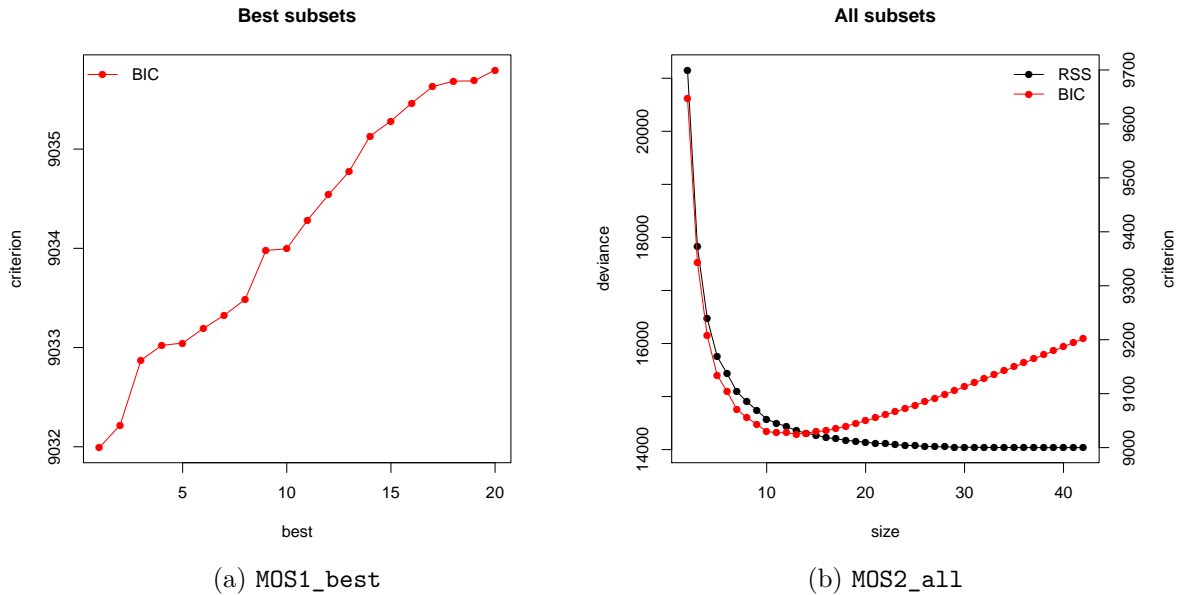 Best subsets
BIC
criterion
9032
9033
9034
9035
5
10
15
20
best
(a) MOS1_best
All subsets
RSS
BIC
deviance
14000
16000
18000
20000
criterion
9000
9100
9200
9300
9400
9500
9600
9700
10
20
30
40
size
(b) MOS2_all